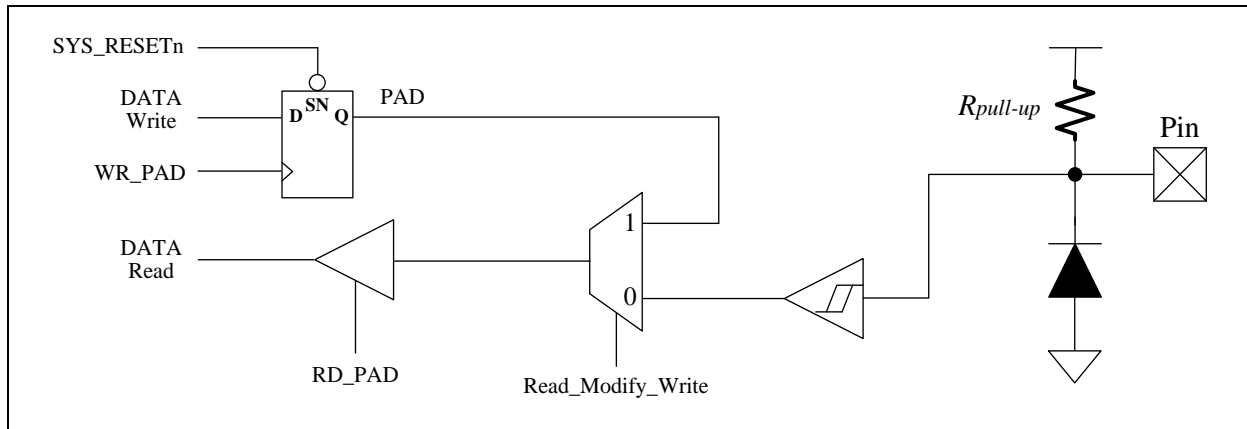 SYS_RESETn
DATA
Write
WR_PAD
D
SN
Q
PAD
DATA
Read
RD_PAD
1
0
Read_Modify_Write
Rpull-up
Pin